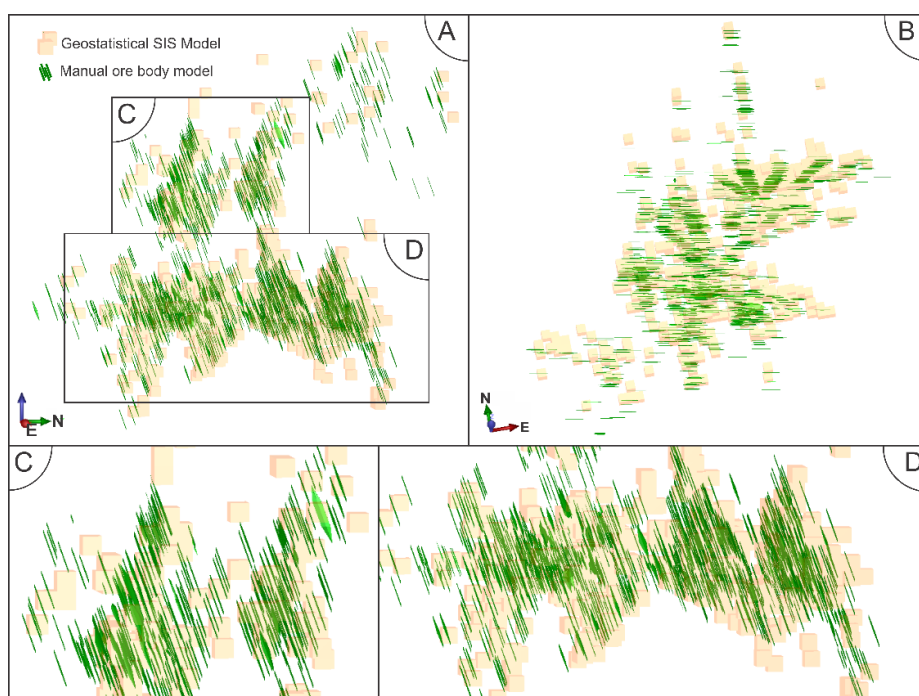 A
B
Geostatistical SIS Model
Manual ore body model
C
D
N
E
N
E
C
D